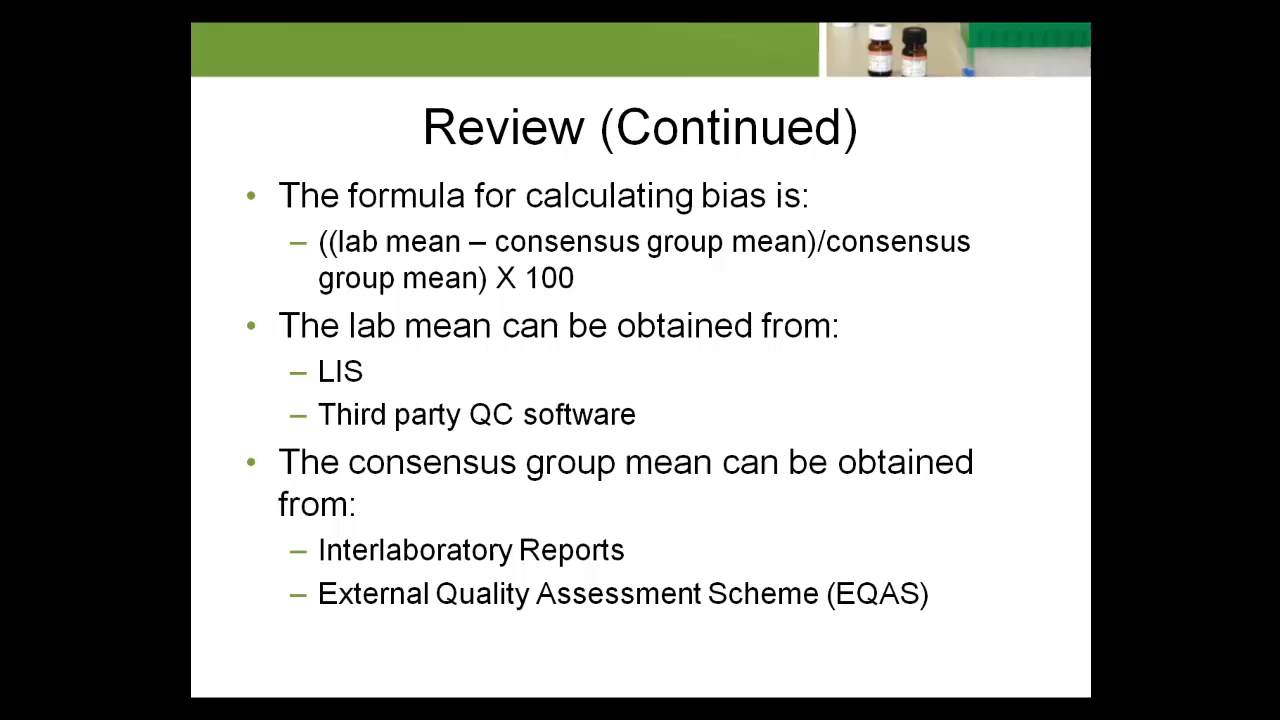 Review (Continued)
• The formula for calculating bias is:
– ((lab mean – consensus group mean)/consensus
group mean) X 100
• The lab mean can be obtained from:
– LIS
– Third party QC software
• The consensus group mean can be obtained
from:
– Interlaboratory Reports
– External Quality Assessment Scheme (EQAS)